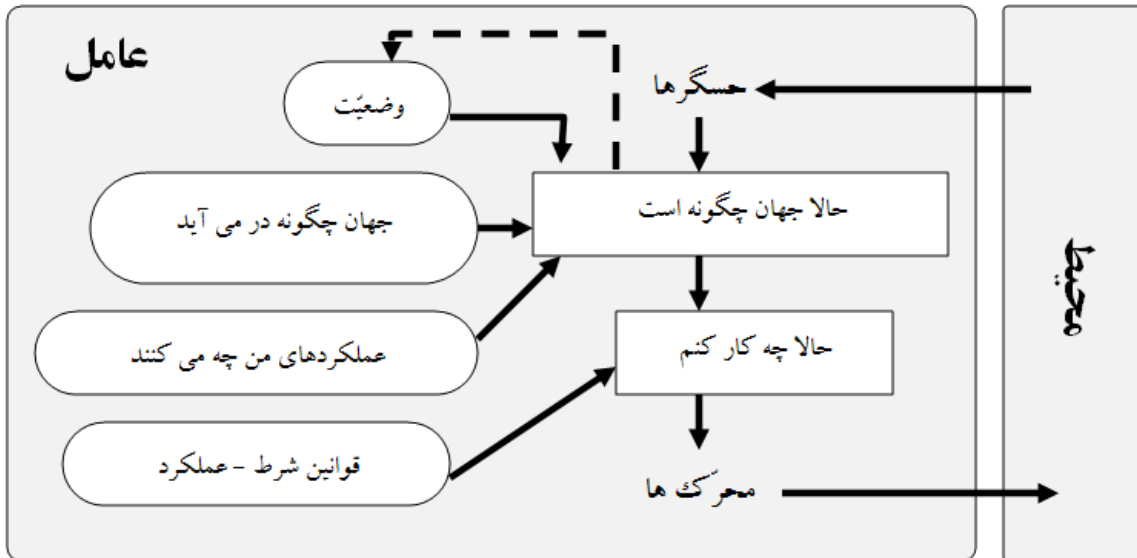 عامل
حسگرها
وضعیّت
حالا جهان چگونه است
جهان چگونه در می آید
محیط
عملکردهای من چه می کنند
حالا چه کار کنم
قوانین شرط - عملکرد
محرّک ها